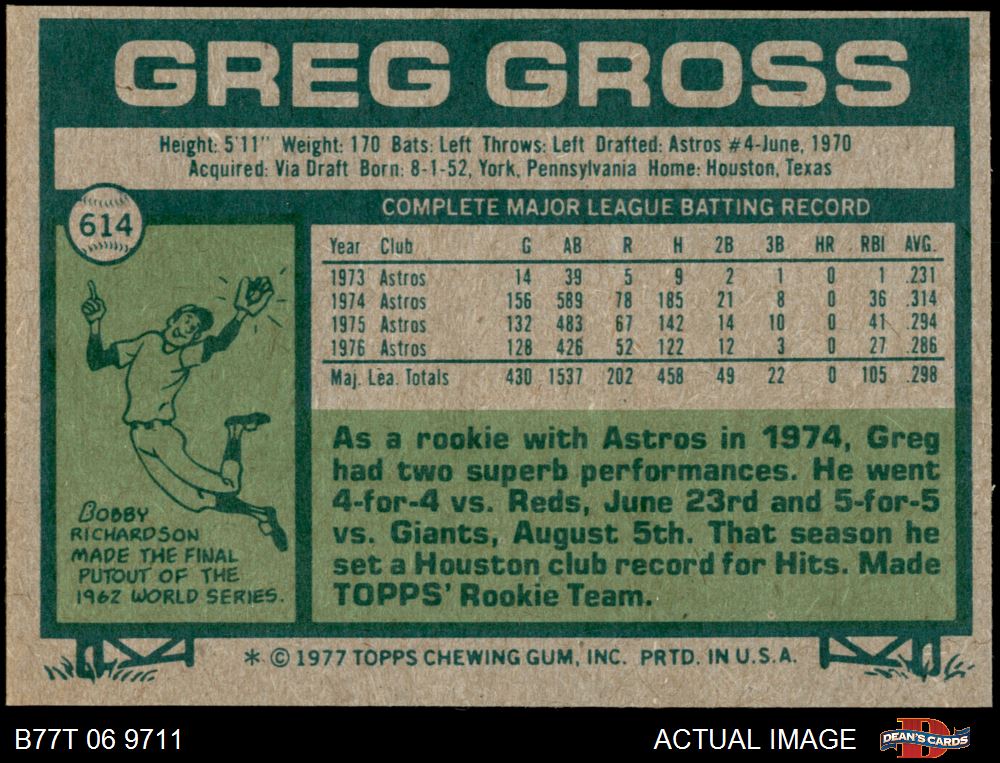 GREG GROSS
Height: 5'11" Weight: 170 Bats: Left Throws: Left Drafted: Astros #4-June, 1970
Acquired: Via Draft Born: 8-1-52, York, Pennsylvania Home: Houston, Texas
614
COMPLETE MAJOR LEAGUE BATTING RECORD
Year Club G AB R H 2B 3B HR RBI AVG.
1973 Astros 14 39 5 9 2 1 0 1 .231
1974 Astros 156 589 78 185 21 8 0 36 .314
1975 Astros 132 483 67 142 14 10 0 41 .294
1976 Astros 128 426 52 122 12 3 0 27 .286
Maj. Lea. Totals 430 1537 202 458 49 22 0 105 .298
BOBBY
RICHARDSON
MADE THE FINAL
PUTOUT OF THE
1962 WORLD SERIES.
As a rookie with Astros in 1974, Greg
had two superb performances. He went
4-for-4 vs. Reds, June 23rd and 5-for-5
vs. Giants, August 5th. That season he
set a Houston club record for Hits. Made
TOPPS' Rookie Team.
* © 1977 TOPPS CHEWING GUM, INC. PRTD. IN U.S.A.
B77T 06 9711
ACTUAL IMAGE
D
DEAN'S CARDS